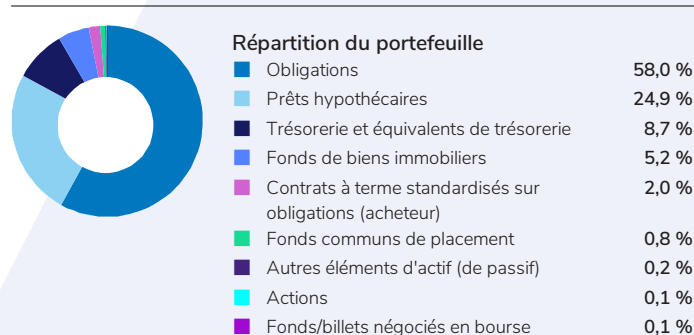 Répartition du portefeuille
Obligations 58,0 %
Prêts hypothécaires 24,9 %
Trésorerie et équivalents de trésorerie 8,7 %
Fonds de biens immobiliers 5,2 %
Contrats à terme standardisés sur 2,0 %
obligations (acheteur)
Fonds communs de placement 0,8 %
Autres éléments d'actif (de passif) 0,2 %
Actions 0,1 %
Fonds/billets négociés en bourse 0,1 %